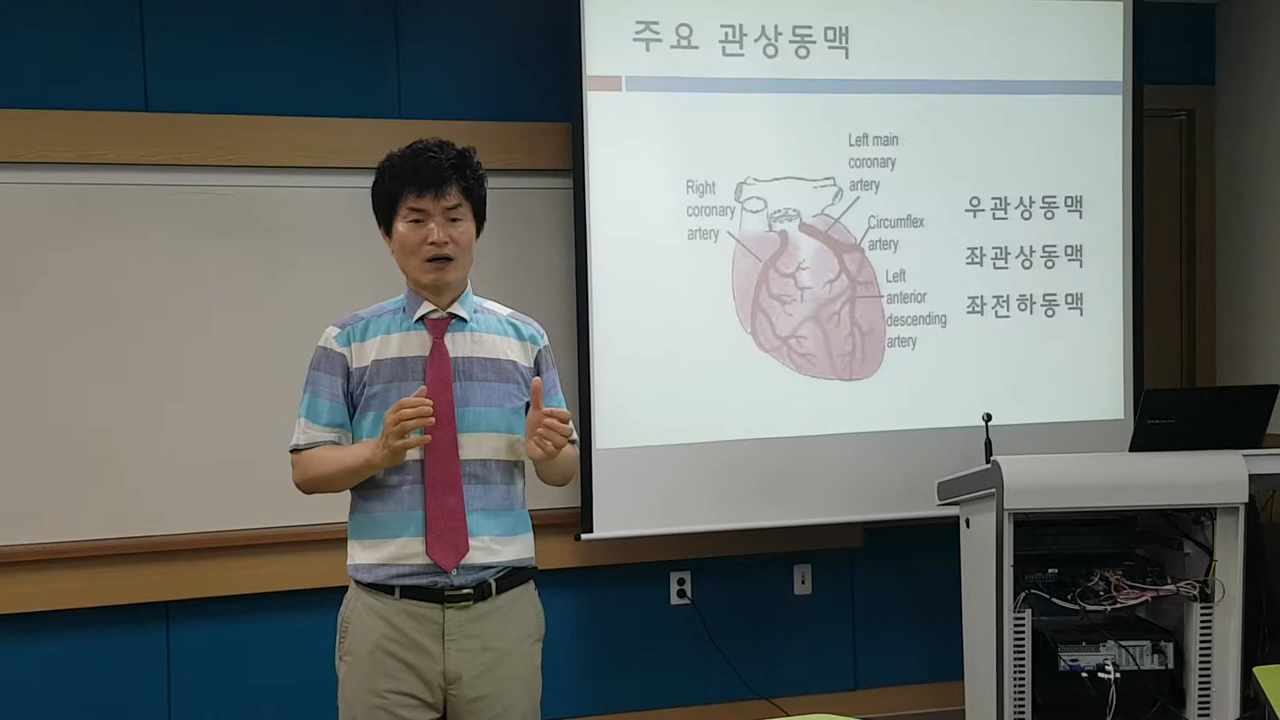 주요 관상동맥
Left main
coronary
artery
Right
coronary
artery
Circumflex
artery
Left
anterior
descending
artery
우관상동맥
좌관상동맥
좌전하동맥